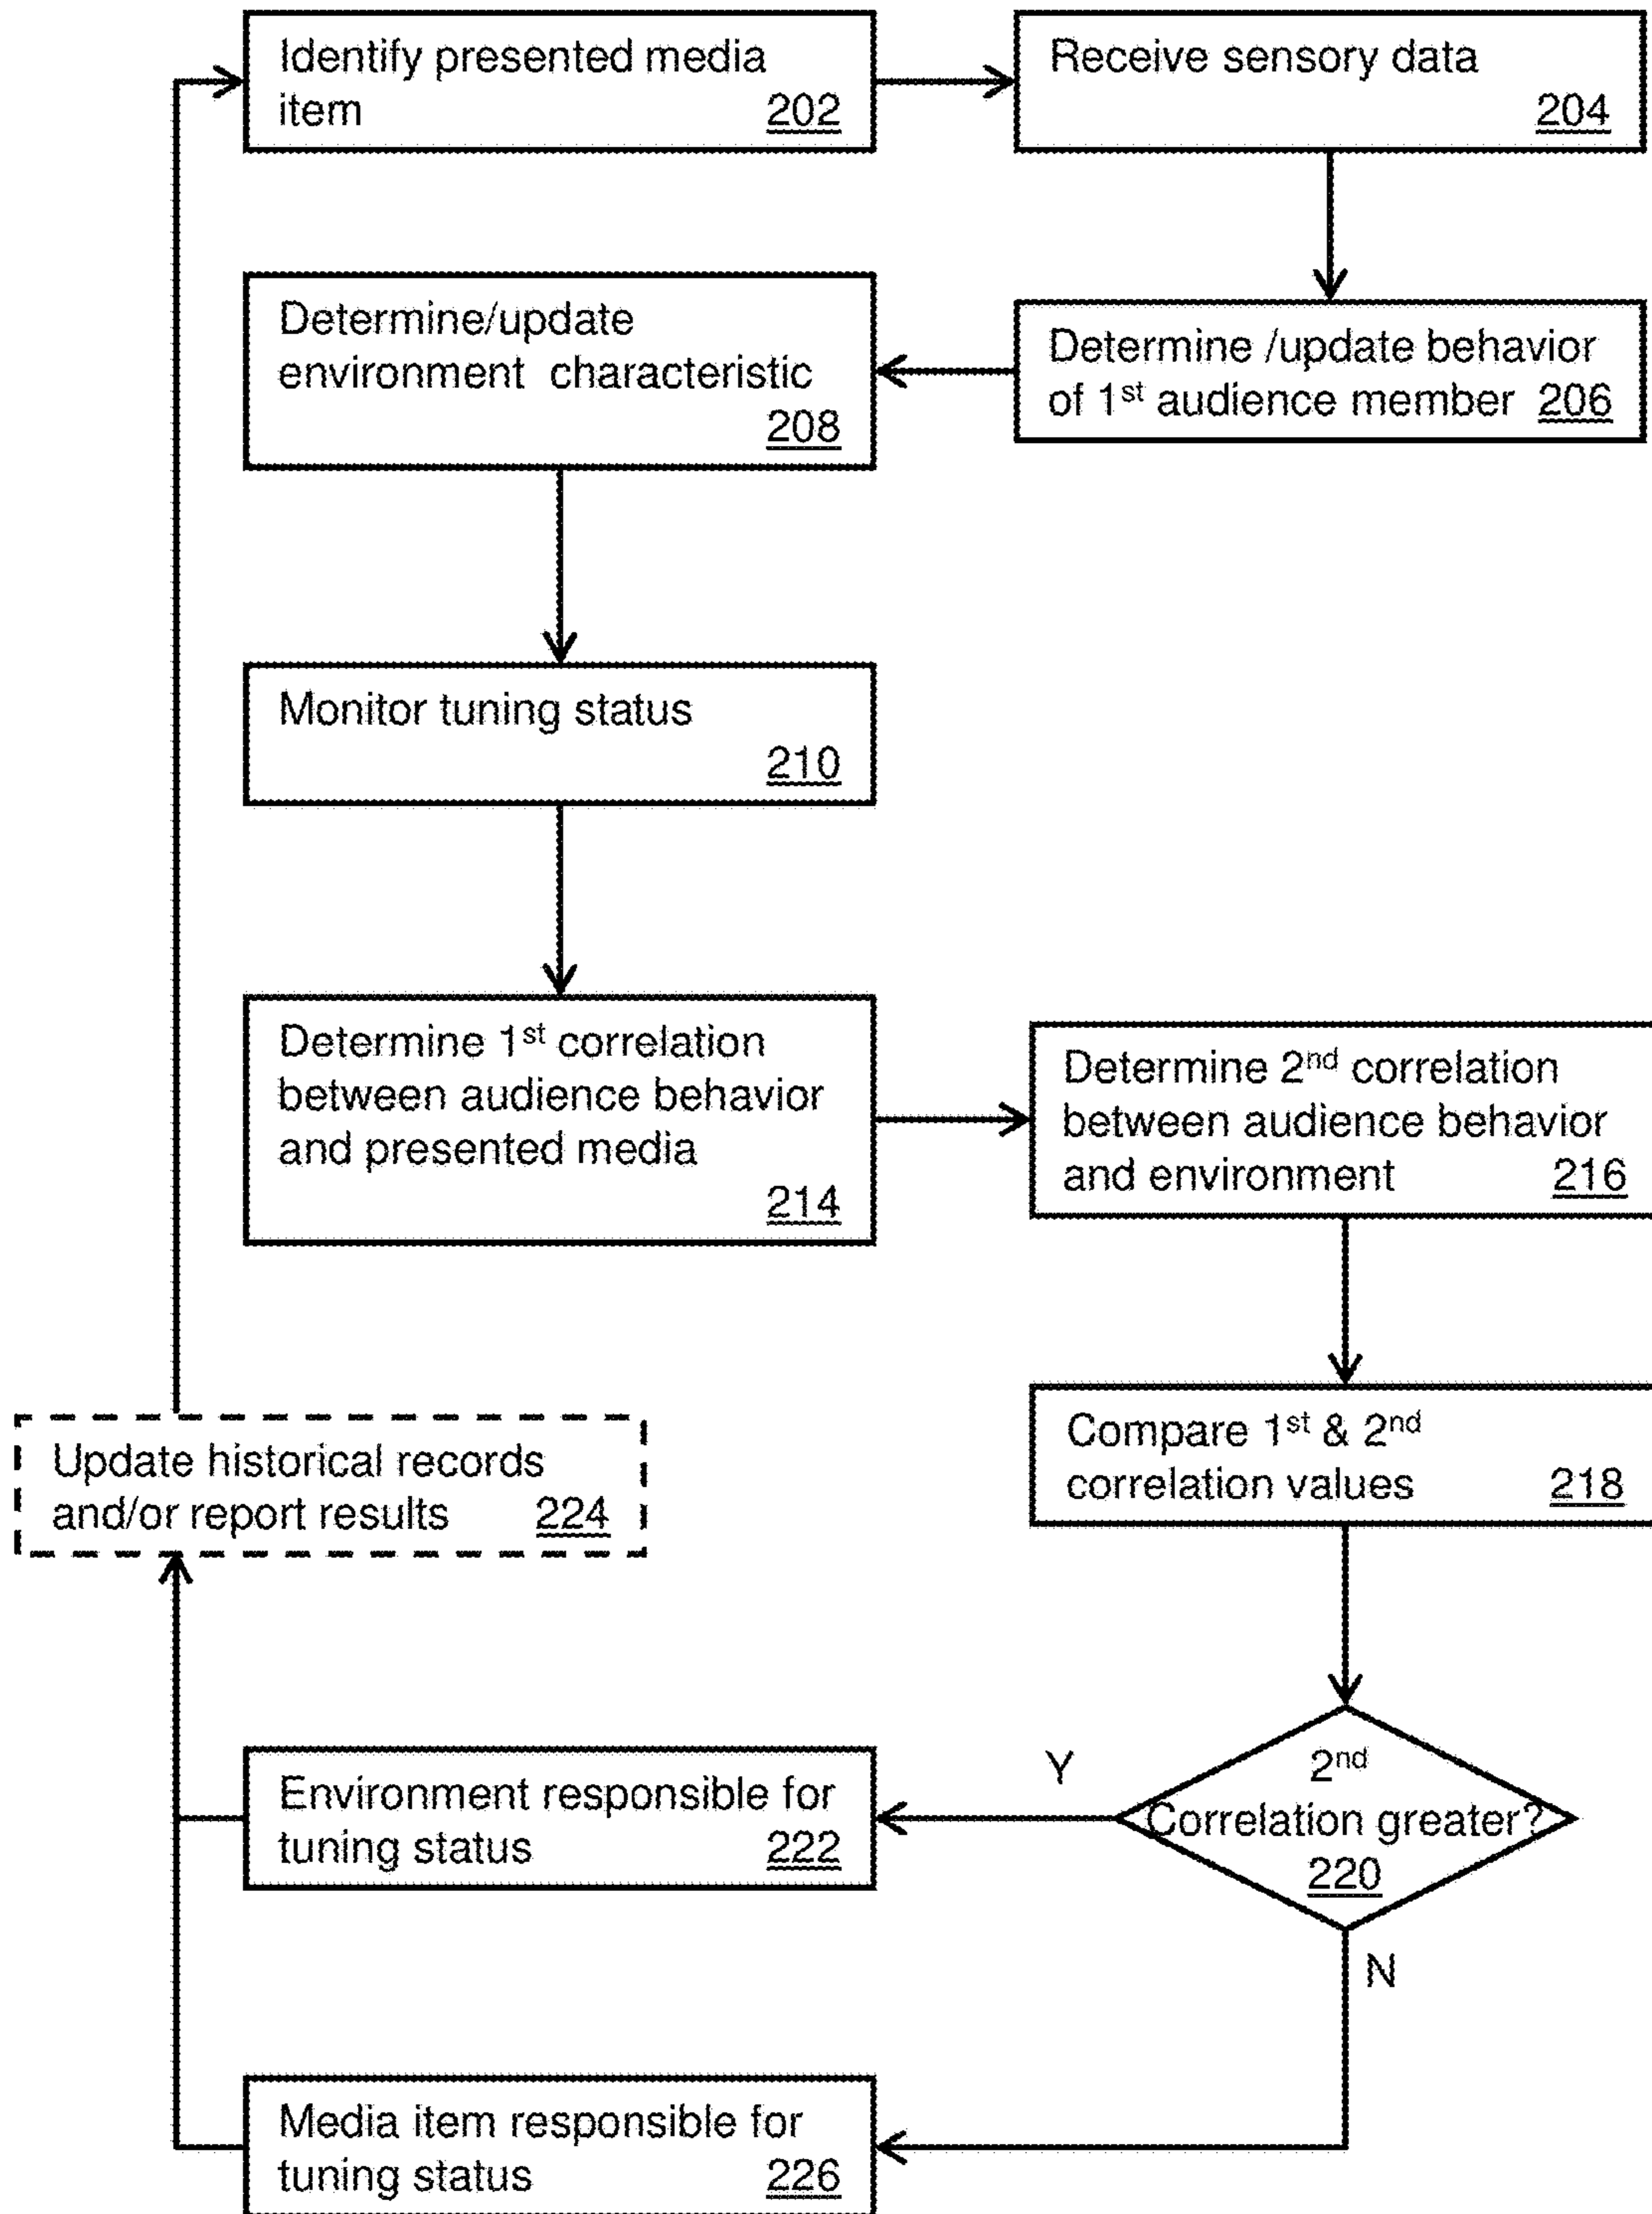 Identify presented media
item 202
Receive sensory data
204
Determine /update behavior
of 1st audience member 206
Determine/update
environment characteristic
208
Monitor tuning status
210
Determine 1st correlation
between audience behavior
and presented media
214
Determine 2nd correlation
between audience behavior
and environment 216
Compare 1st & 2nd
correlation values 218
Update historical records
and/or report results 224
2nd
Correlation greater?
220
Y
N
Environment responsible for
tuning status 222
Media item responsible for
tuning status 226